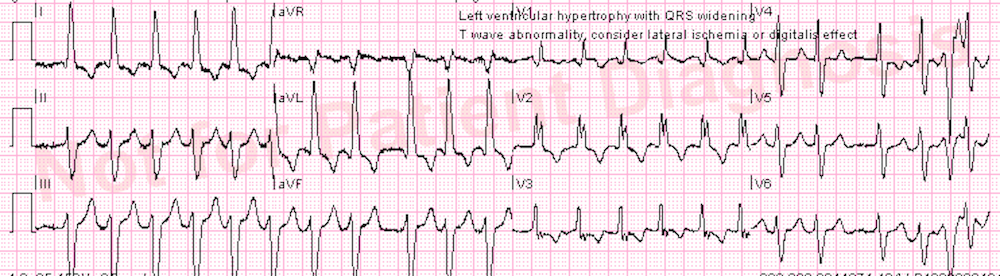 I aVR V1 V4
Left ventricular hypertrophy with QRS widening
T wave abnormality, consider lateral ischemia or digitalis effect
II aVL V2 V5
III aVF V3 V6
Not for Patient Diagnosis